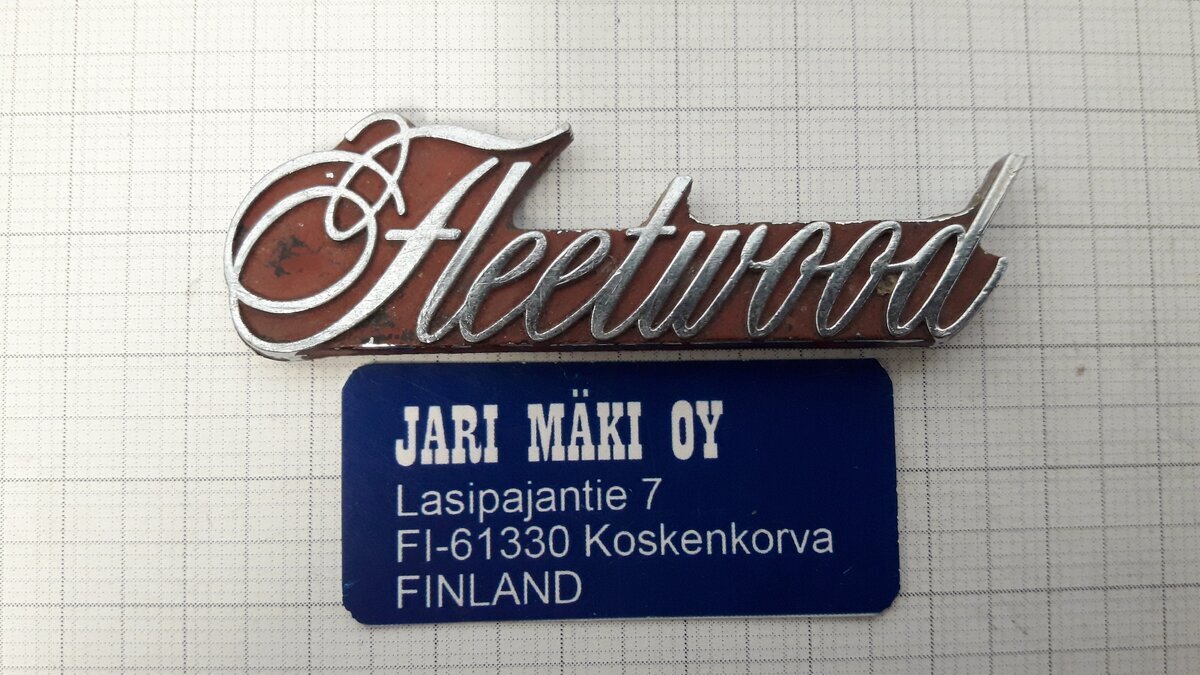 Fleetwood
JARI MÄKI OY
Lasipajantie 7
FI-61330 Koskenkorva
FINLAND